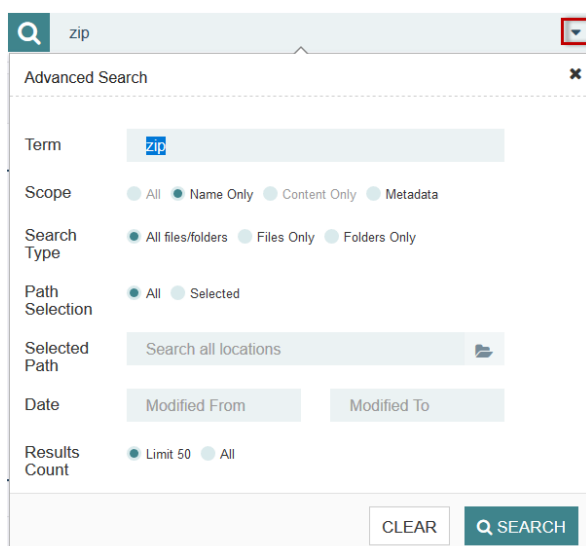 zip
Advanced Search
Term zip
Scope All Name Only Content Only Metadata
Search Type All files/folders Files Only Folders Only
Path Selection All Selected
Selected Path Search all locations
Date Modified From Modified To
Results Count Limit 50 All
CLEAR SEARCH